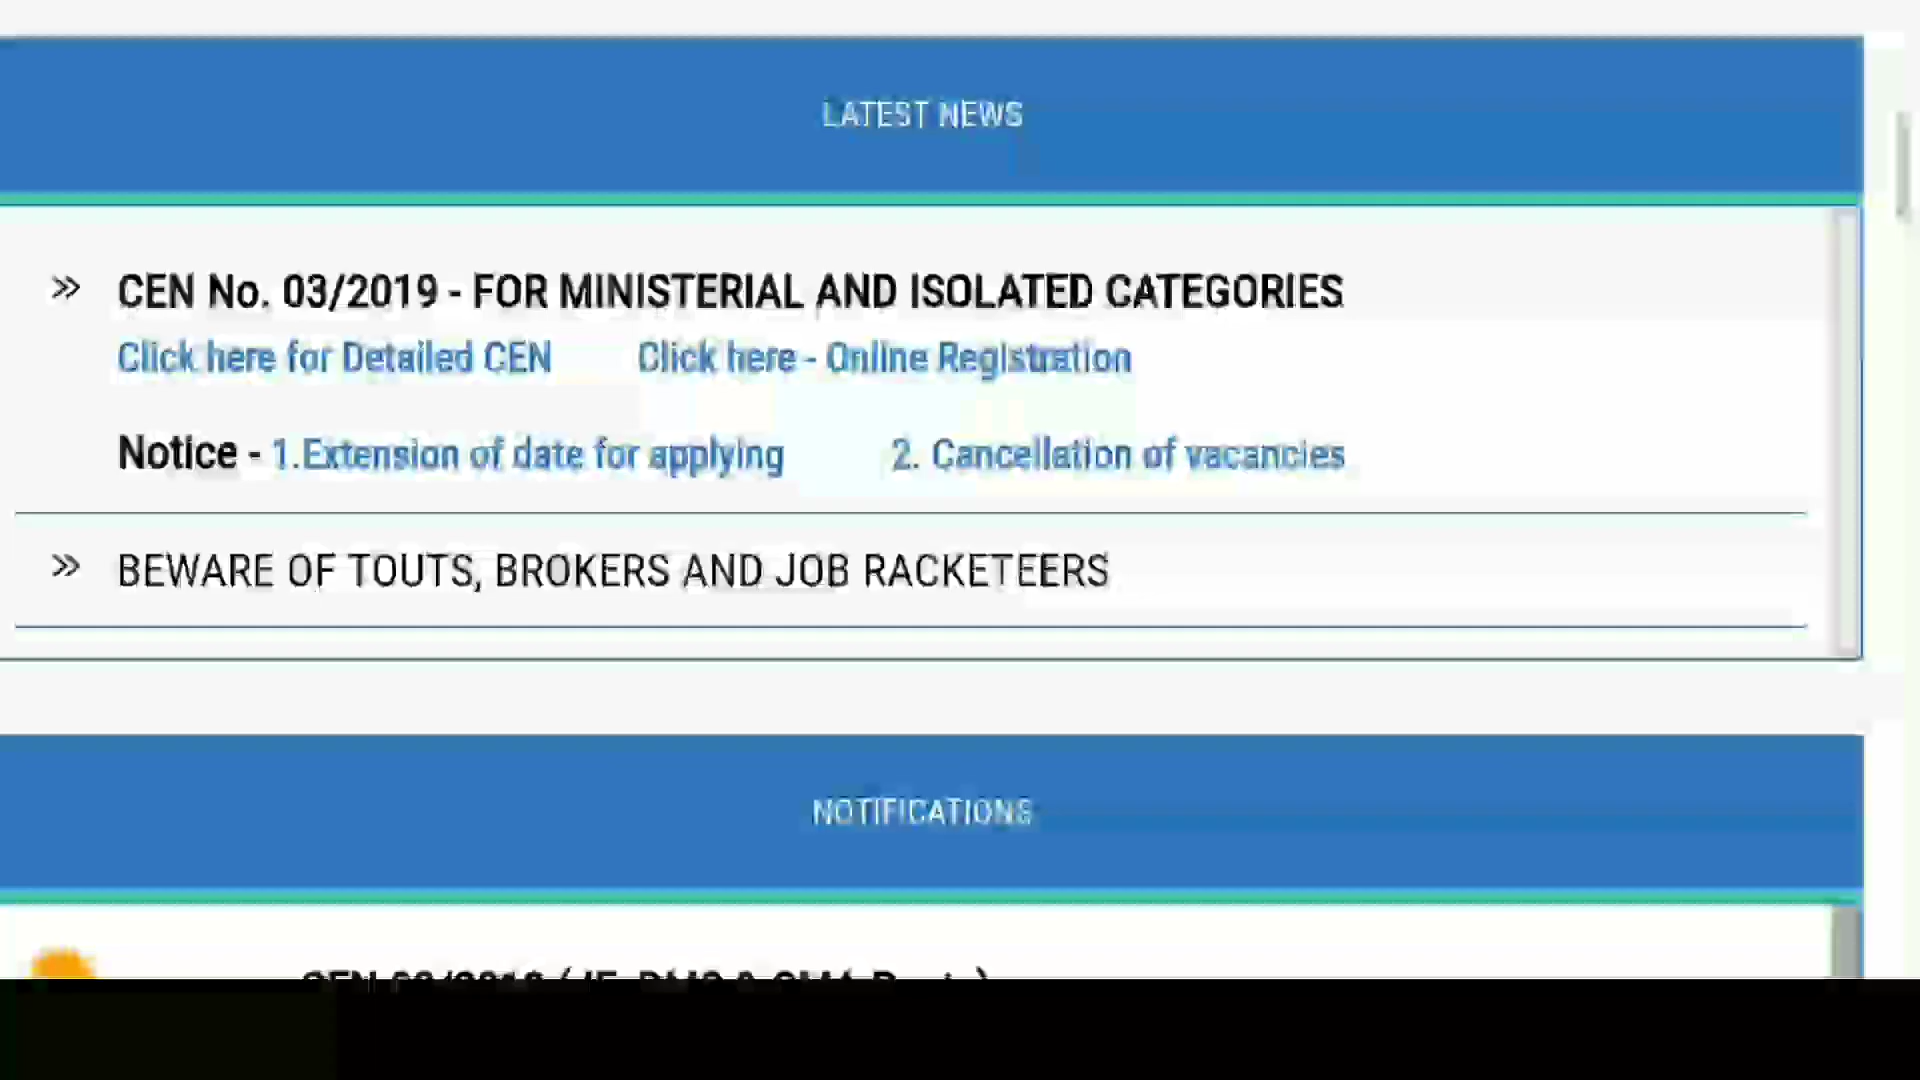 LATEST NEWS
» CEN No. 03/2019 - FOR MINISTERIAL AND ISOLATED CATEGORIES
Click here for Detailed CEN Click here - Online Registration
Notice - 1.Extension of date for applying 2. Cancellation of vacancies
» BEWARE OF TOUTS, BROKERS AND JOB RACKETEERS
NOTIFICATIONS